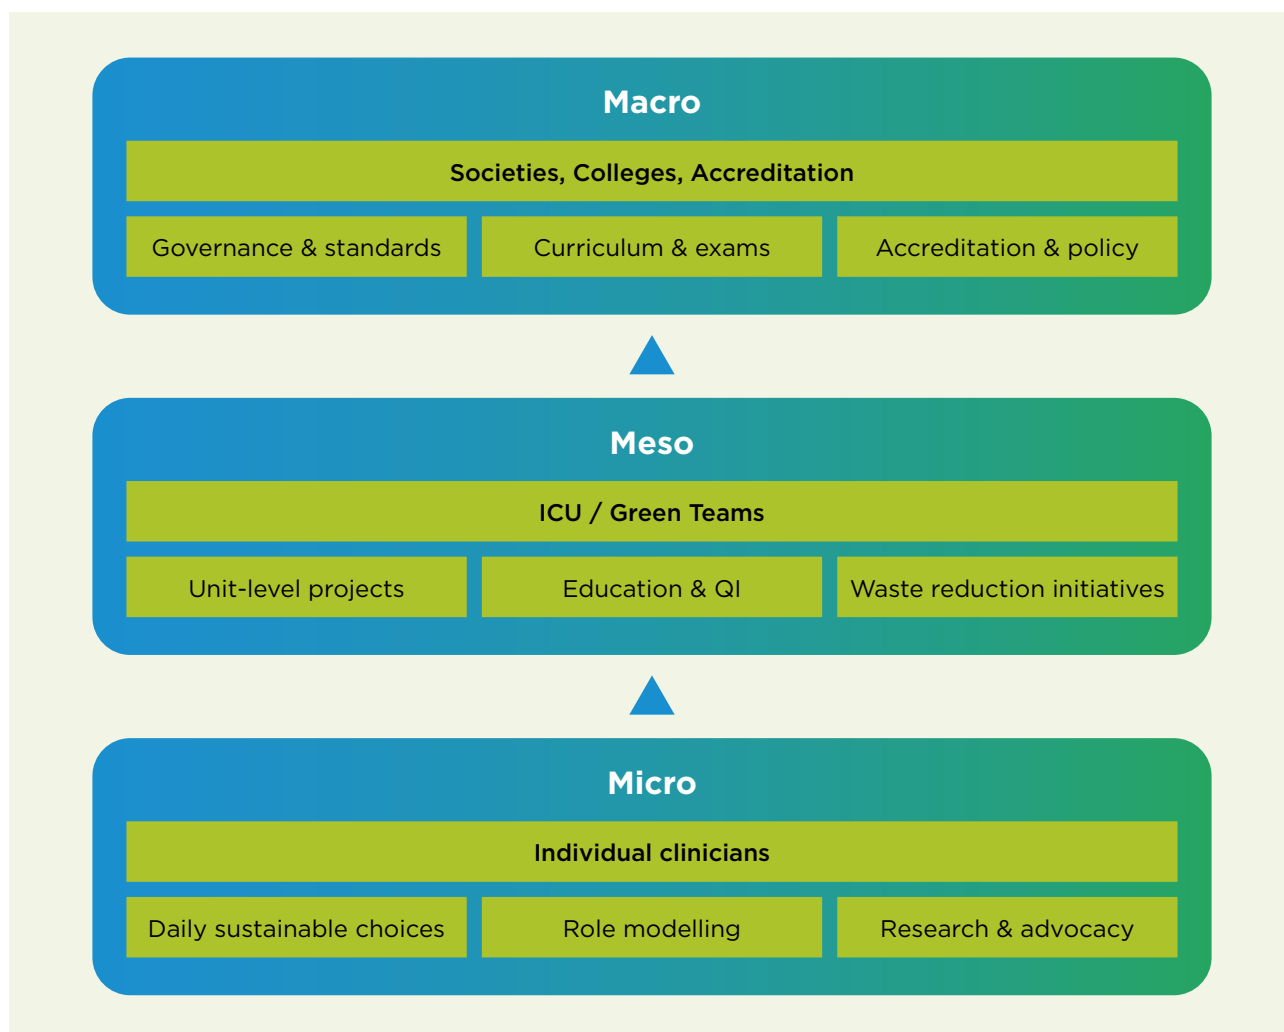 Macro
Societies, Colleges, Accreditation
Governance & standards
Curriculum & exams
Accreditation & policy
Meso
ICU / Green Teams
Unit-level projects
Education & QI
Waste reduction initiatives
Micro
Individual clinicians
Daily sustainable choices
Role modelling
Research & advocacy